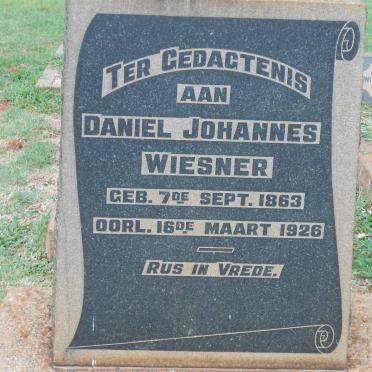 TER GEDAGTENIS
AAN
DANIEL JOHANNES
WIESNER
GEB. 7DE SEPT. 1863
OORL. 16DE MAART 1926
RUS IN VREDE.